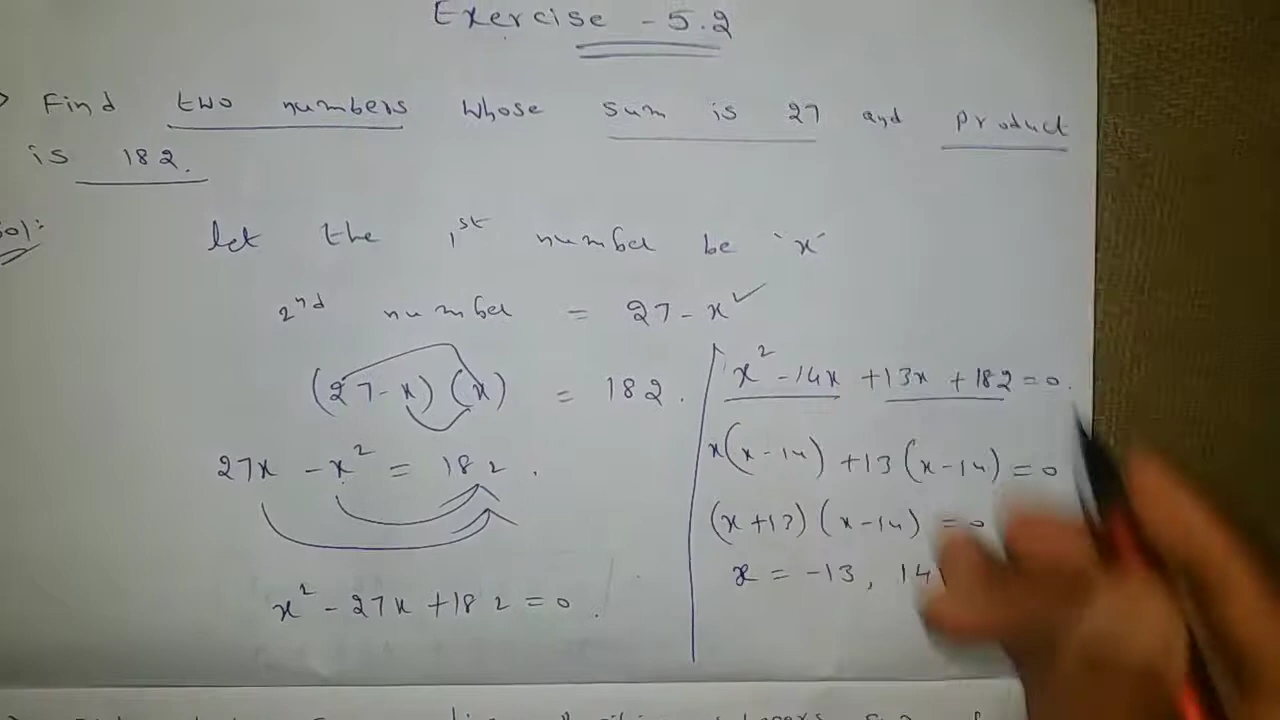 Exercise - 5.2
Find two numbers whose sum is 27 and product
is 182.
Sol:
let the 1st number be 'x'
2nd number = 27 - x ✓
(27 - x) (x) = 182.
27x - x² = 182.
x² - 27x + 182 = 0.
x² - 14x + 13x + 182 = 0.
x(x - 14) + 13(x - 14) = 0
(x + 13) (x - 14) = 0
x = -13, 14